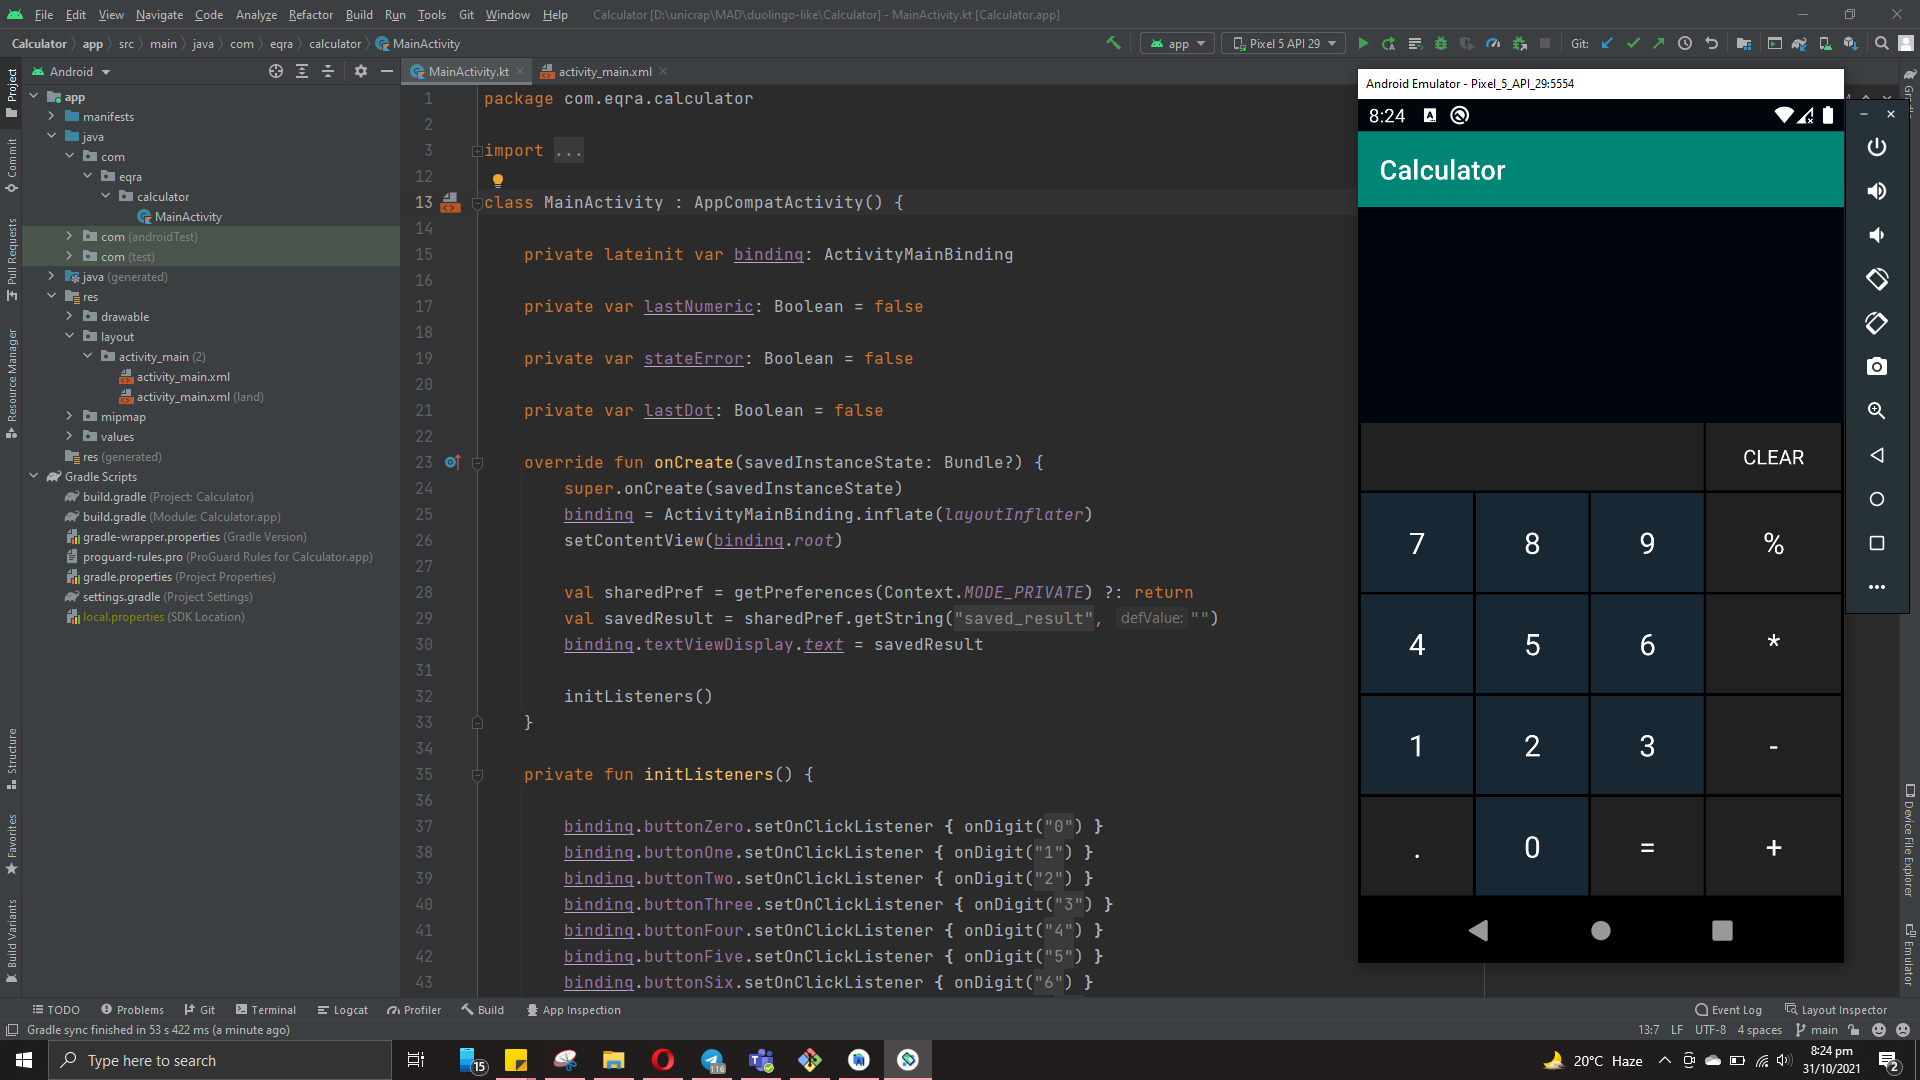 File Edit View Navigate Code Analyze Refactor Build Run Tools Git Window Help Calculator [D:\unicrap\MAD\duolingo-like\Calculator] - MainActivity.kt [Calculator.app]
Calculator app src main java com eqra calculator MainActivity
app Pixel 5 API 29 Git:
Android
MainActivity.kt activity_main.xml
Project
Commit
Pull Requests
Resource Manager
Structure
Favorites
Build Variants
app
manifests
java
com
eqra
calculator
MainActivity
com (androidTest)
com (test)
java (generated)
res
drawable
layout
activity_main (2)
activity_main.xml
activity_main.xml (land)
mipmap
values
res (generated)
Gradle Scripts
build.gradle (Project: Calculator)
build.gradle (Module: Calculator.app)
gradle-wrapper.properties (Gradle Version)
proguard-rules.pro (ProGuard Rules for Calculator.app)
gradle.properties (Project Properties)
settings.gradle (Project Settings)
local.properties (SDK Location)
1 package com.eqra.calculator
2
3 import ...
12
13 class MainActivity : AppCompatActivity() {
14
15 private lateinit var binding: ActivityMainBinding
16
17 private var lastNumeric: Boolean = false
18
19 private var stateError: Boolean = false
20
21 private var lastDot: Boolean = false
22
23 override fun onCreate(savedInstanceState: Bundle?) {
24 super.onCreate(savedInstanceState)
25 binding = ActivityMainBinding.inflate(layoutInflater)
26 setContentView(binding.root)
27
28 val sharedPref = getPreferences(Context.MODE_PRIVATE) ?: return
29 val savedResult = sharedPref.getString("saved_result", defValue: "")
30 binding.textViewDisplay.text = savedResult
31
32 initListeners()
33 }
34
35 private fun initListeners() {
36
37 binding.buttonZero.setOnClickListener { onDigit("0") }
38 binding.buttonOne.setOnClickListener { onDigit("1") }
39 binding.buttonTwo.setOnClickListener { onDigit("2") }
40 binding.buttonThree.setOnClickListener { onDigit("3") }
41 binding.buttonFour.setOnClickListener { onDigit("4") }
42 binding.buttonFive.setOnClickListener { onDigit("5") }
43 binding.buttonSix.setOnClickListener { onDigit("6") }
Android Emulator - Pixel_5_API_29:5554
8:24
Calculator
CLEAR
7 8 9 %
4 5 6 *
1 2 3 -
. 0 = +
Device File Explorer
Emulator
TODO Problems Git Terminal Logcat Profiler Build App Inspection Event Log Layout Inspector
Gradle sync finished in 53 s 422 ms (a minute ago) 13:7 LF UTF-8 4 spaces main
Type here to search 15 116 20°C Haze 8:24 pm
31/10/2021 2